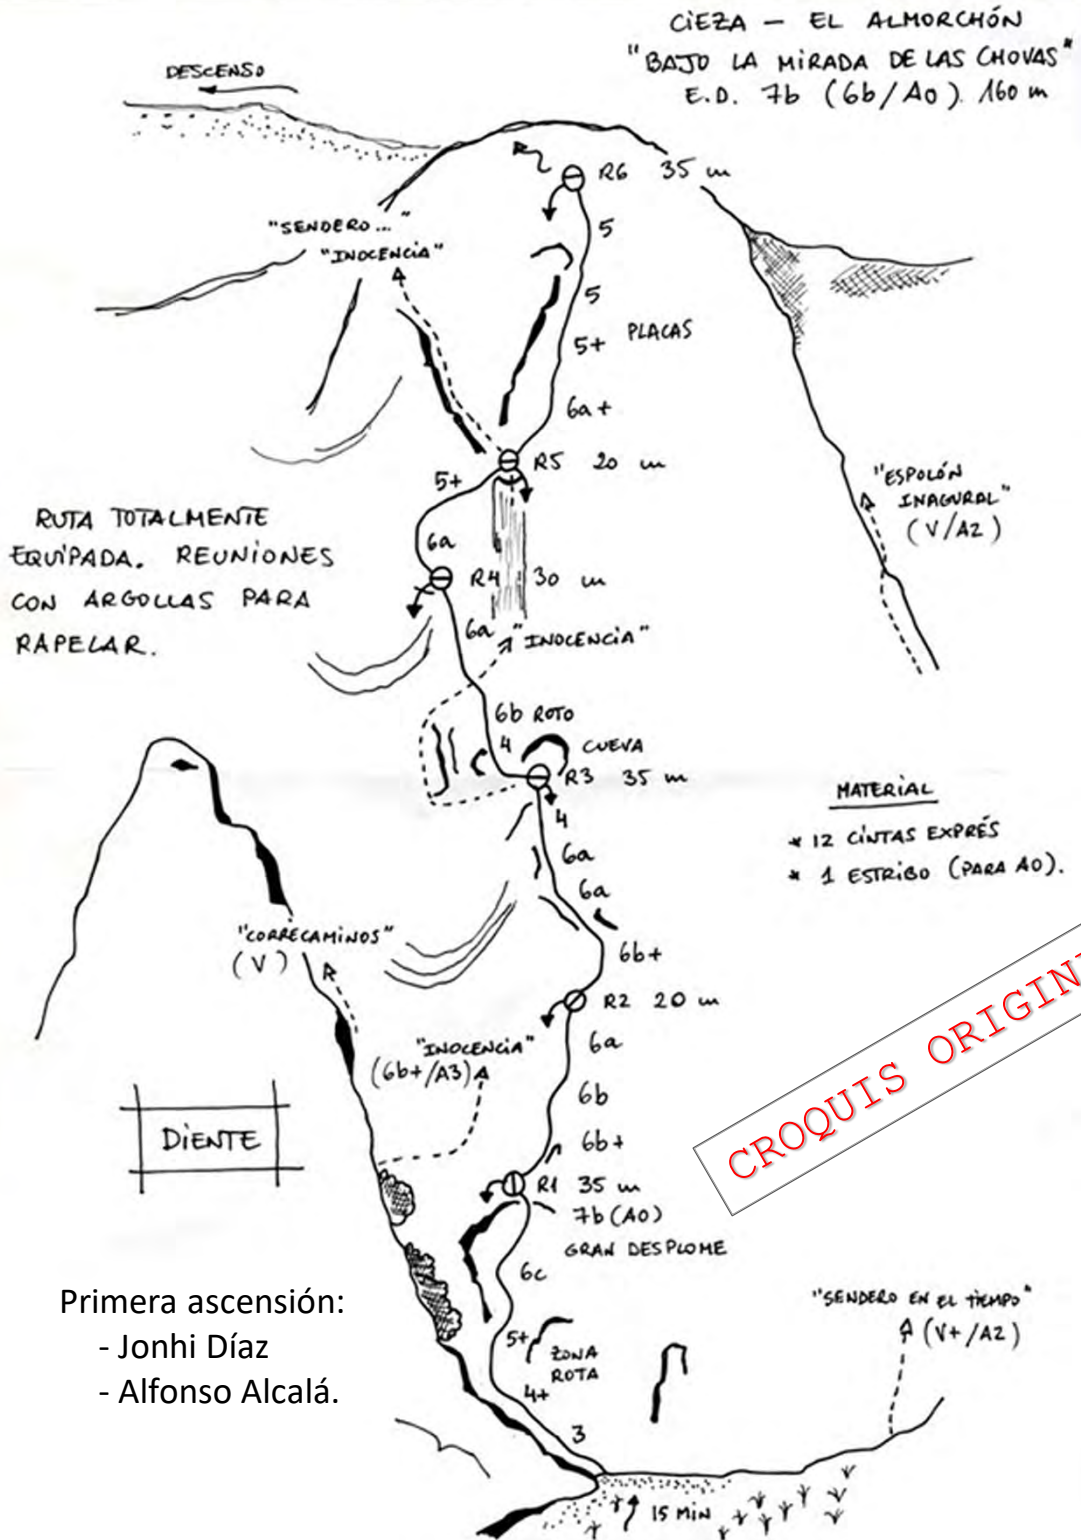 CIEZA — EL ALMORCHÓN
"BAJO LA MIRADA DE LAS CHOVAS"
E.D. 7b (6b/A0). 160 m
DESCENSO
R6 35 m
"SENDERO..."
"INOCENCIA"
5
5
5+ PLACAS
6a+
R5 20 m
5+
"ESPOLÓN
INAGURAL"
(V/A2)
RUTA TOTALMENTE
EQUIPADA. REUNIONES
CON ARGOLLAS PARA
RAPELAR.
6a
R4 30 m
6a
"INOCENCIA"
6b ROTO
4
CUEVA
R3 35 m
MATERIAL
* 12 CINTAS EXPRÉS
* 1 ESTRIBO (PARA A0).
4
6a
6a
"CORRECAMINOS"
(V)
6b+
R2 20 m
6a
"INOCENCIA"
(6b+/A3)
6b
CROQUIS ORIGIN
DIENTE
6b+
R1 35 m
7b (A0)
GRAN DESPLOME
6c
Primera ascensión:
- Jonhi Díaz
- Alfonso Alcalá.
"SENDERO EN EL TIEMPO"
(V+/A2)
5+
ZONA
ROTA
4+
3
15 MIN